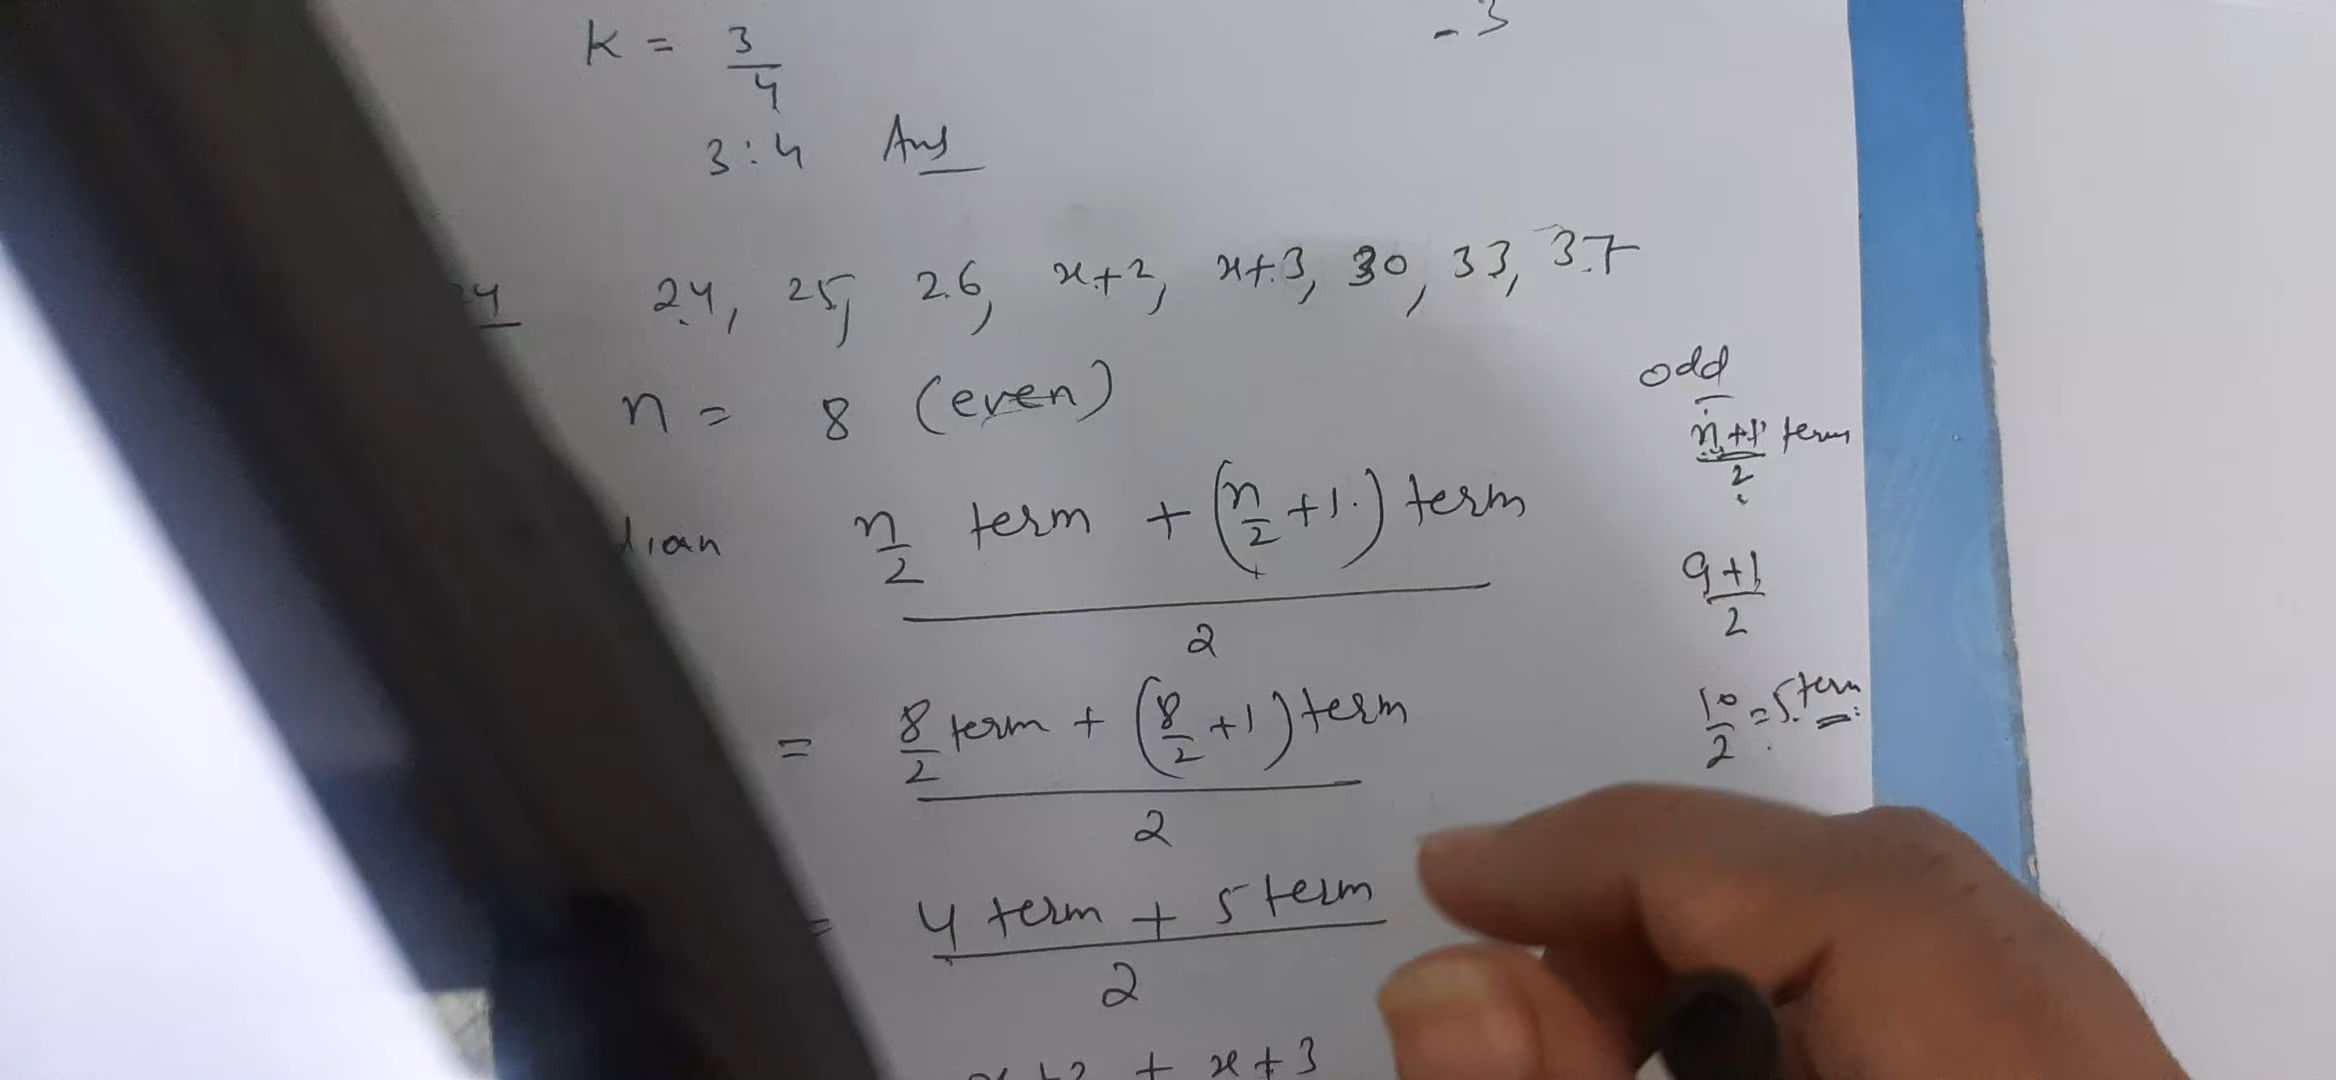 K = 3/4
- 3
3:4 Ans
24, 25, 26, x+2, x+3, 30, 33, 37
n = 8 (even)
odd
n+1/2 term
n/2 term + (n/2 +1) term
2
9+1/2
10/2 = 5 term
= 8/2 term + (8/2 +1) term
2
= 4 term + 5 term
2
x+2 + x+3